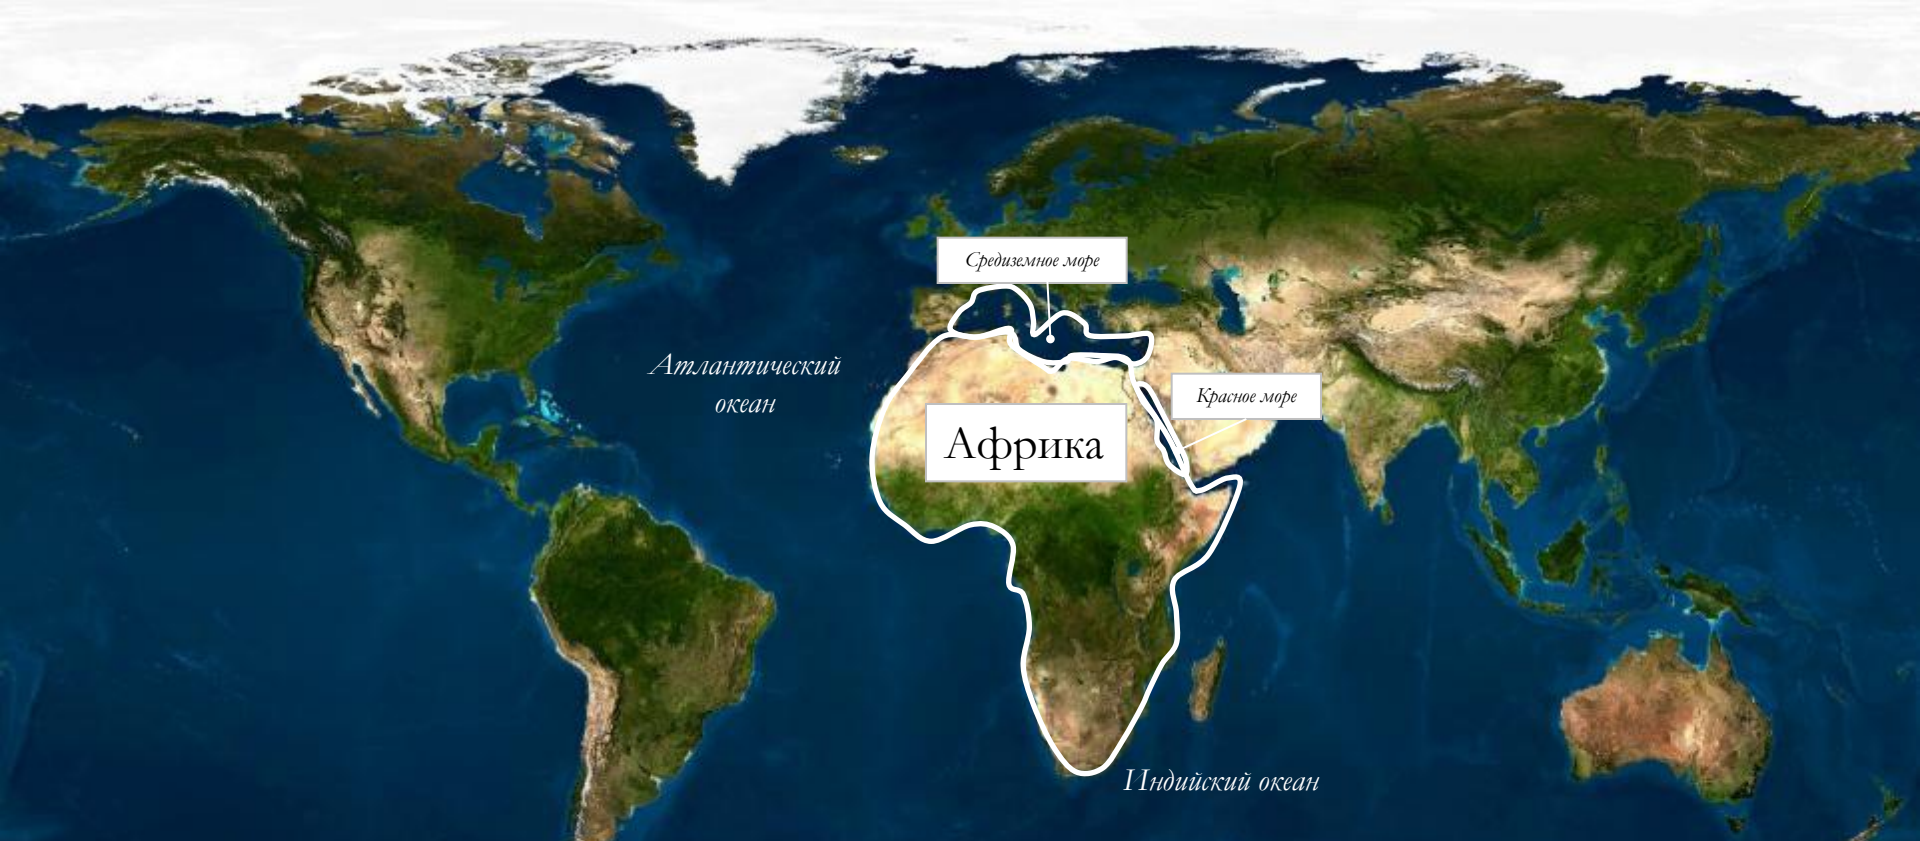 Средиземное море
Атлантический
океан
Красное море
Африка
Индийский океан